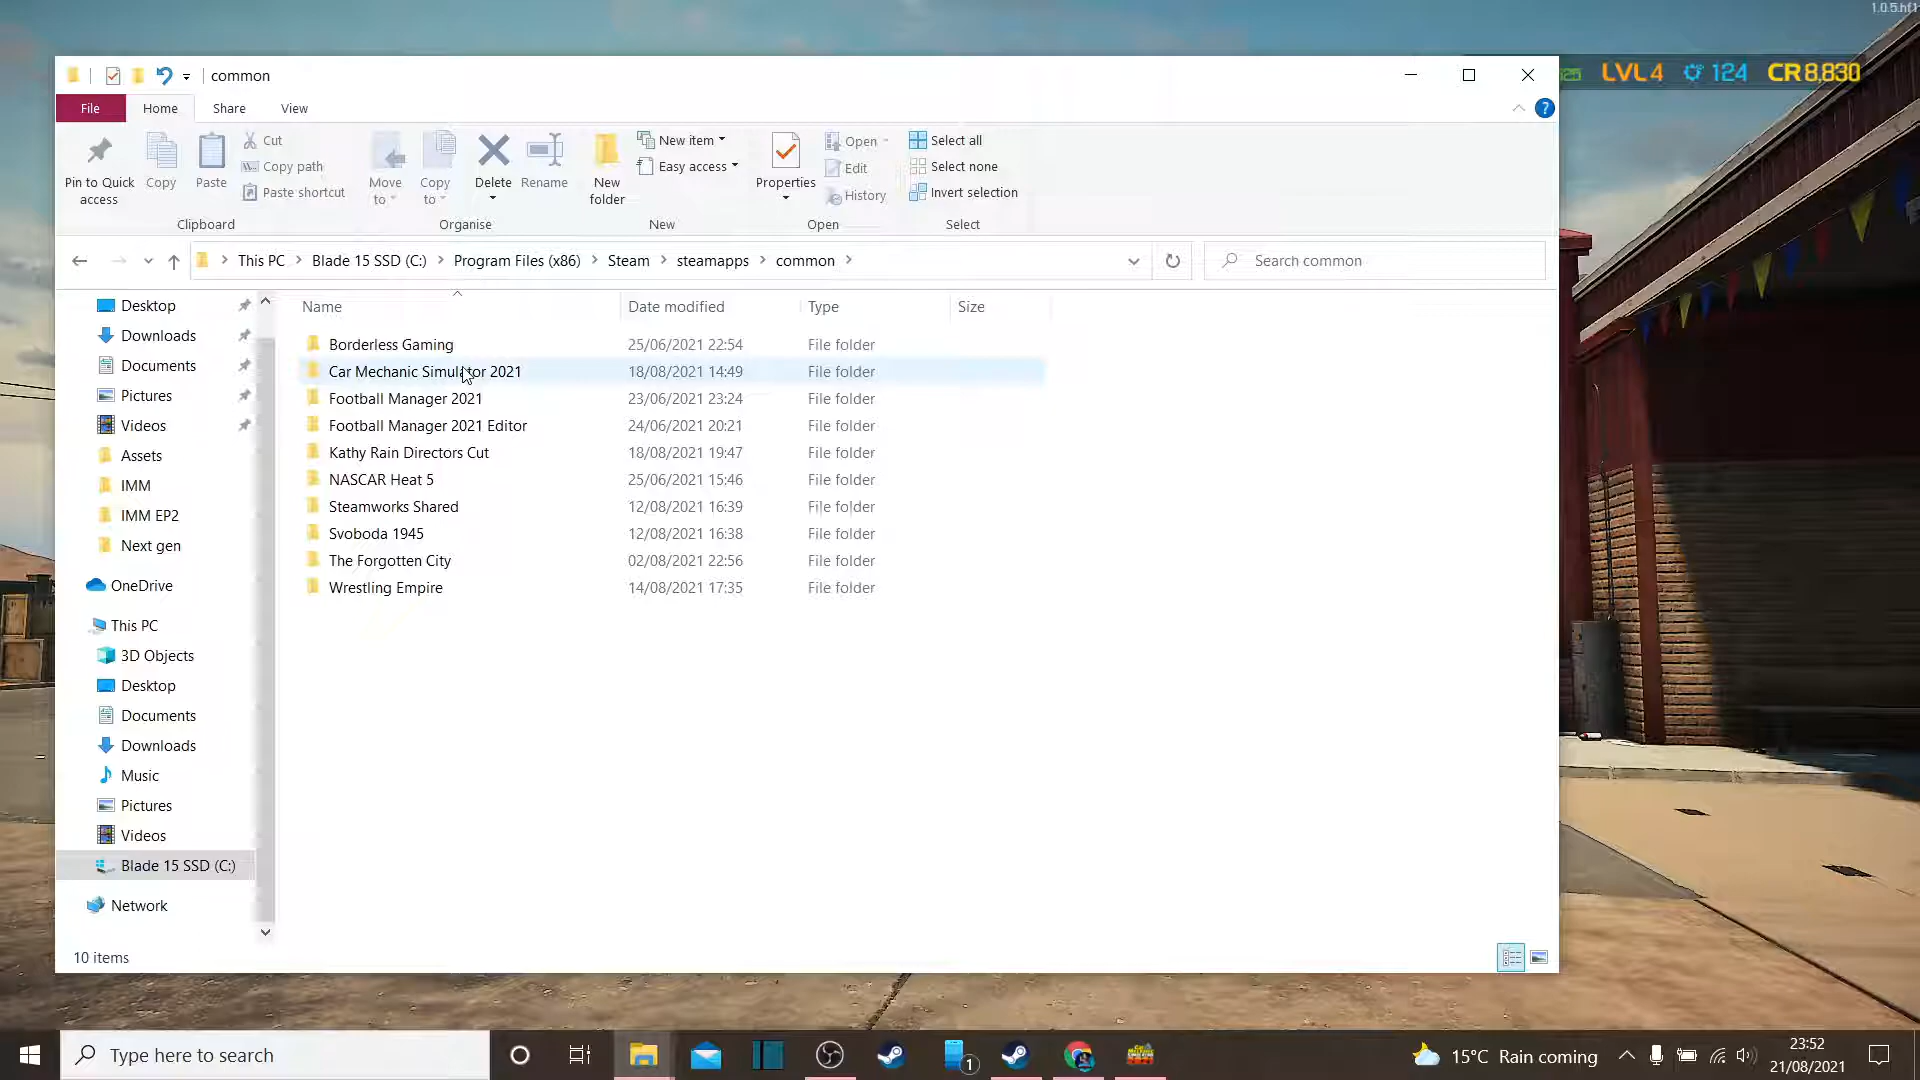 1.0.5.hf1
common
LVL 4 124 CR 8,830
File Home Share View
Pin to Quick access
Copy
Paste
Cut
Copy path
Paste shortcut
Clipboard
Move to
Copy to
Delete
Rename
Organise
New folder
New item
Easy access
New
Properties
Open
Edit
History
Open
Select all
Select none
Invert selection
Select
This PC > Blade 15 SSD (C:) > Program Files (x86) > Steam > steamapps > common >
Search common
Desktop
Downloads
Documents
Pictures
Videos
Assets
IMM
IMM EP2
Next gen
OneDrive
This PC
3D Objects
Desktop
Documents
Downloads
Music
Pictures
Videos
Blade 15 SSD (C:)
Network
Name Date modified Type Size
Borderless Gaming 25/06/2021 22:54 File folder
Car Mechanic Simulator 2021 18/08/2021 14:49 File folder
Football Manager 2021 23/06/2021 23:24 File folder
Football Manager 2021 Editor 24/06/2021 20:21 File folder
Kathy Rain Directors Cut 18/08/2021 19:47 File folder
NASCAR Heat 5 25/06/2021 15:46 File folder
Steamworks Shared 12/08/2021 16:39 File folder
Svoboda 1945 12/08/2021 16:38 File folder
The Forgotten City 02/08/2021 22:56 File folder
Wrestling Empire 14/08/2021 17:35 File folder
10 items
Type here to search
1
15°C Rain coming
23:52
21/08/2021